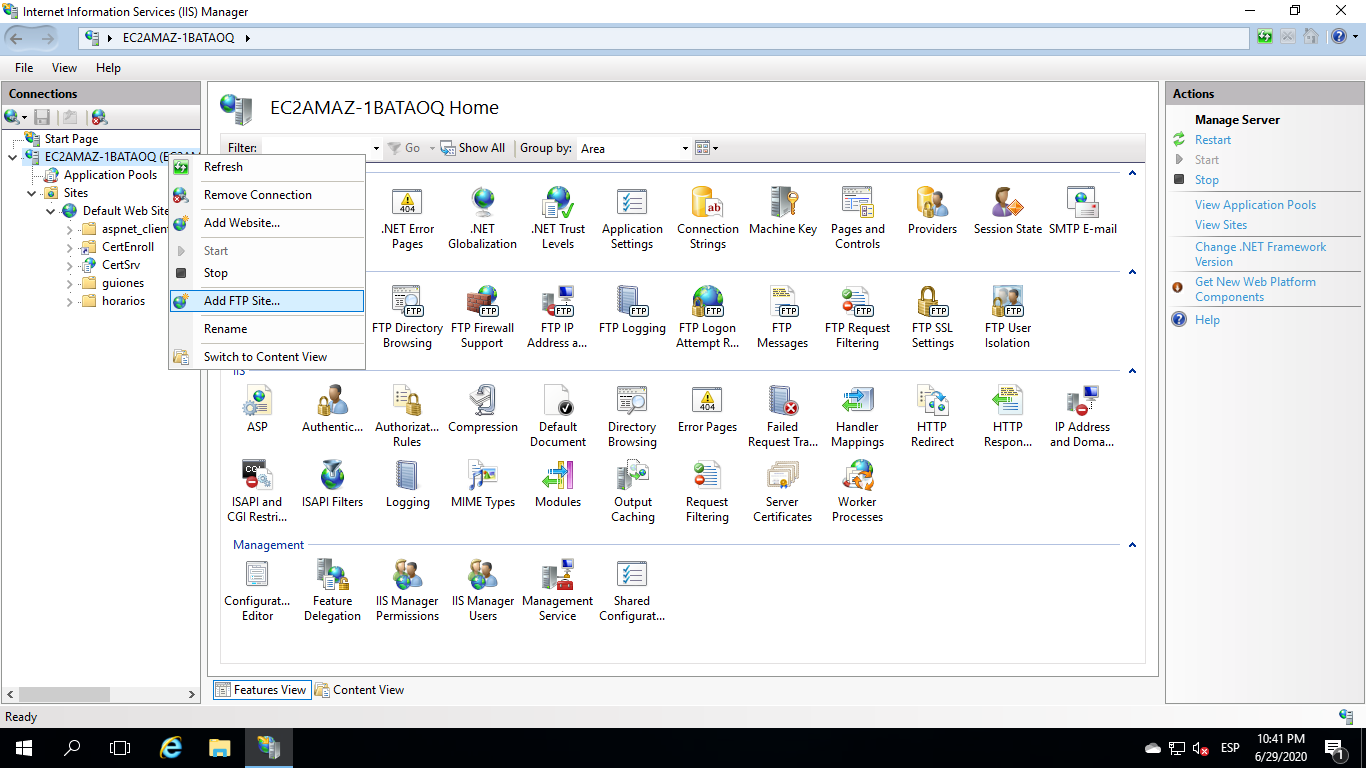 Internet Information Services (IIS) Manager
EC2AMAZ-1BATAOQ
File View Help
Connections
Start Page
EC2AMAZ-1BATAOQ (EC2AM
Application Pools
Sites
Default Web Site
aspnet_client
CertEnroll
CertSrv
guiones
horarios
Refresh
Remove Connection
Add Website...
Start
Stop
Add FTP Site...
Rename
Switch to Content View
EC2AMAZ-1BATAOQ Home
Filter: Go Show All Group by: Area
.NET Error Pages
.NET Globalization
.NET Trust Levels
Application Settings
Connection Strings
Machine Key
Pages and Controls
Providers
Session State
SMTP E-mail
FTP Directory Browsing
FTP Firewall Support
FTP IP Address a...
FTP Logging
FTP Logon Attempt R...
FTP Messages
FTP Request Filtering
FTP SSL Settings
FTP User Isolation
IIS
ASP
Authentic...
Authorizat... Rules
Compression
Default Document
Directory Browsing
Error Pages
Failed Request Tra...
Handler Mappings
HTTP Redirect
HTTP Respon...
IP Address and Doma...
ISAPI and CGI Restri...
ISAPI Filters
Logging
MIME Types
Modules
Output Caching
Request Filtering
Server Certificates
Worker Processes
Management
Configurat... Editor
Feature Delegation
IIS Manager Permissions
IIS Manager Users
Management Service
Shared Configurat...
Features View Content View
Actions
Manage Server
Restart
Start
Stop
View Application Pools
View Sites
Change .NET Framework
Version
Get New Web Platform
Components
Help
Ready
ESP
10:41 PM
6/29/2020
1